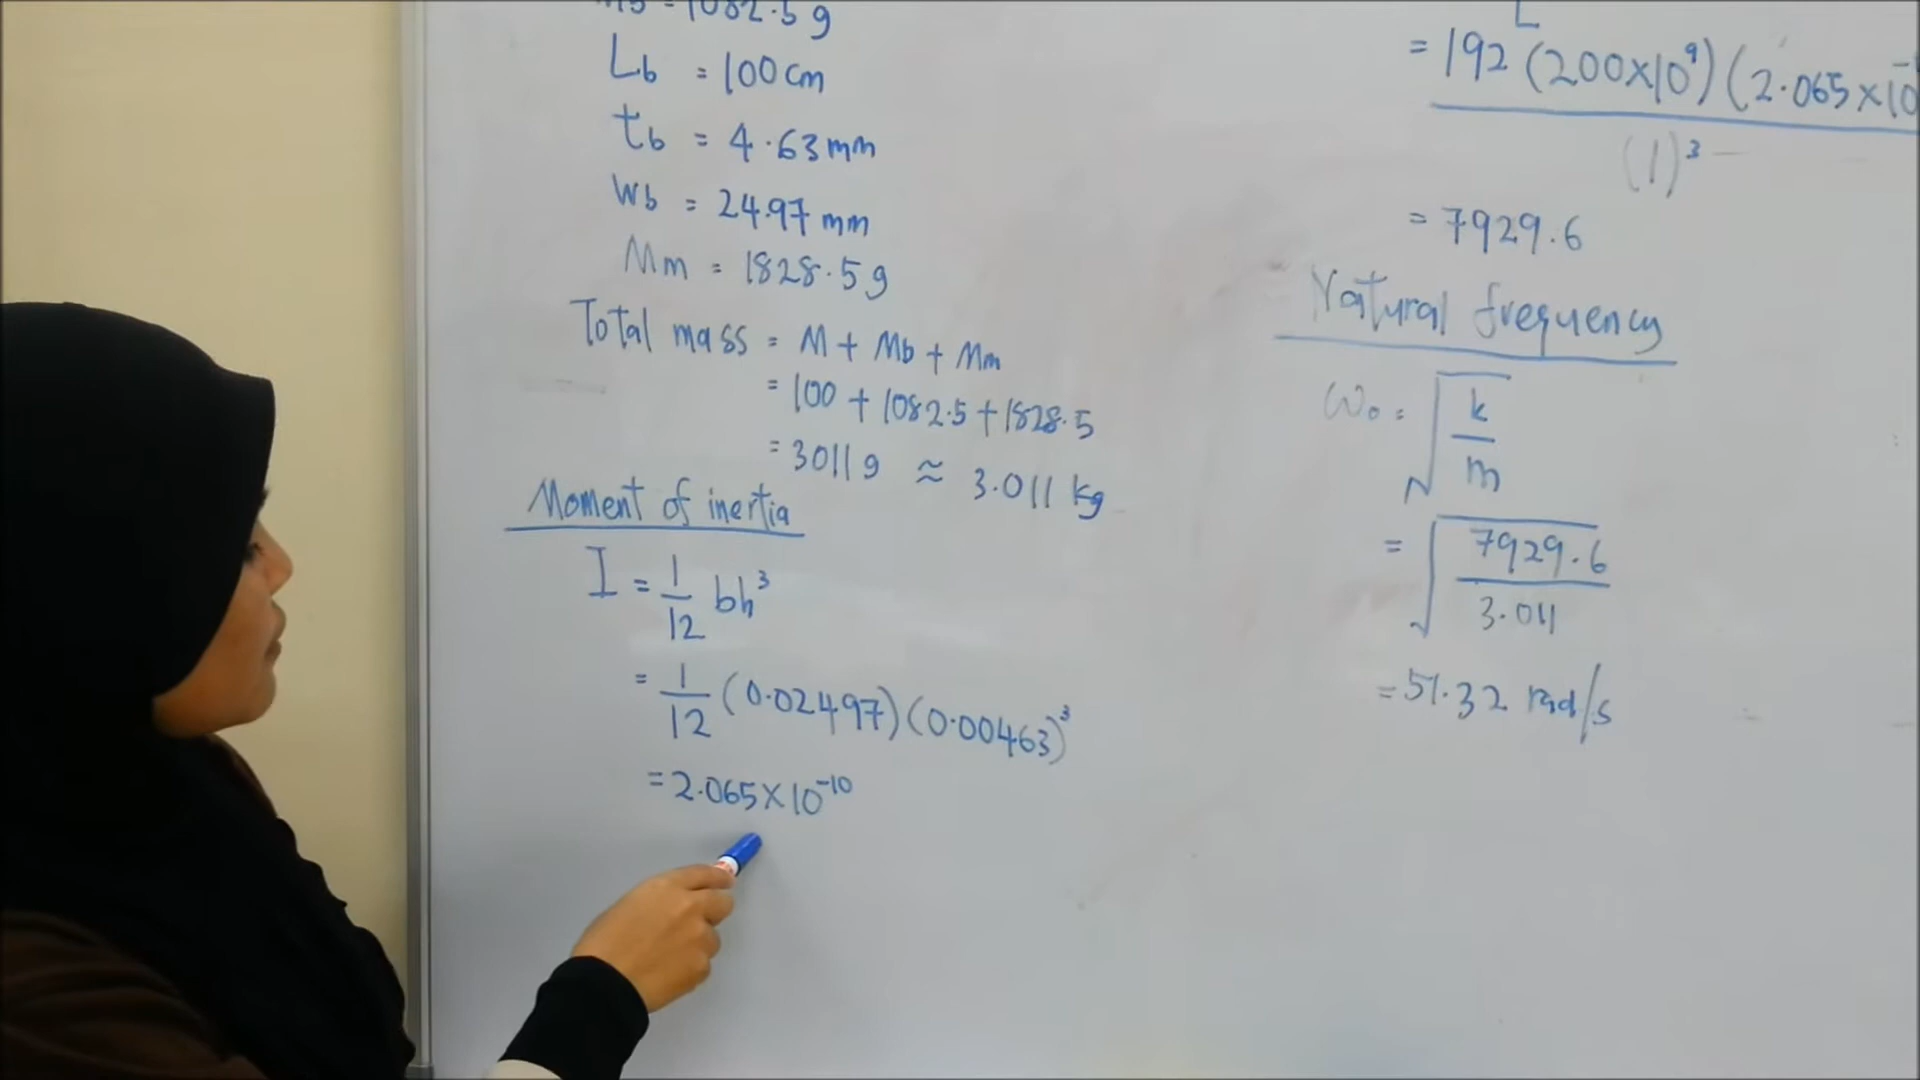 Mb = 1082.5 g
Lb = 100 cm
tb = 4.63 mm
Wb = 24.97 mm
Mm = 1828.5 g
Total mass = M + Mb + Mm
= 100 + 1082.5 + 1828.5
= 3011 g ≈ 3.011 kg
Moment of inertia
I = 1/12 bh³
= 1/12 (0.02497)(0.00463)³
= 2.065 × 10⁻¹⁰
L
= 192 (200×10⁹)(2.065×10⁻
(1)³
= 7929.6
Natural frequency
ω₀ = √(k/m)
= √(7929.6/3.011)
= 51.32 rad/s